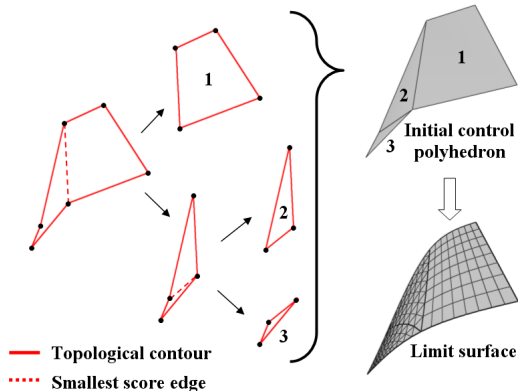 1
2
3
1
2
3
Initial control
polyhedron
Limit surface
Topological contour
Smallest score edge